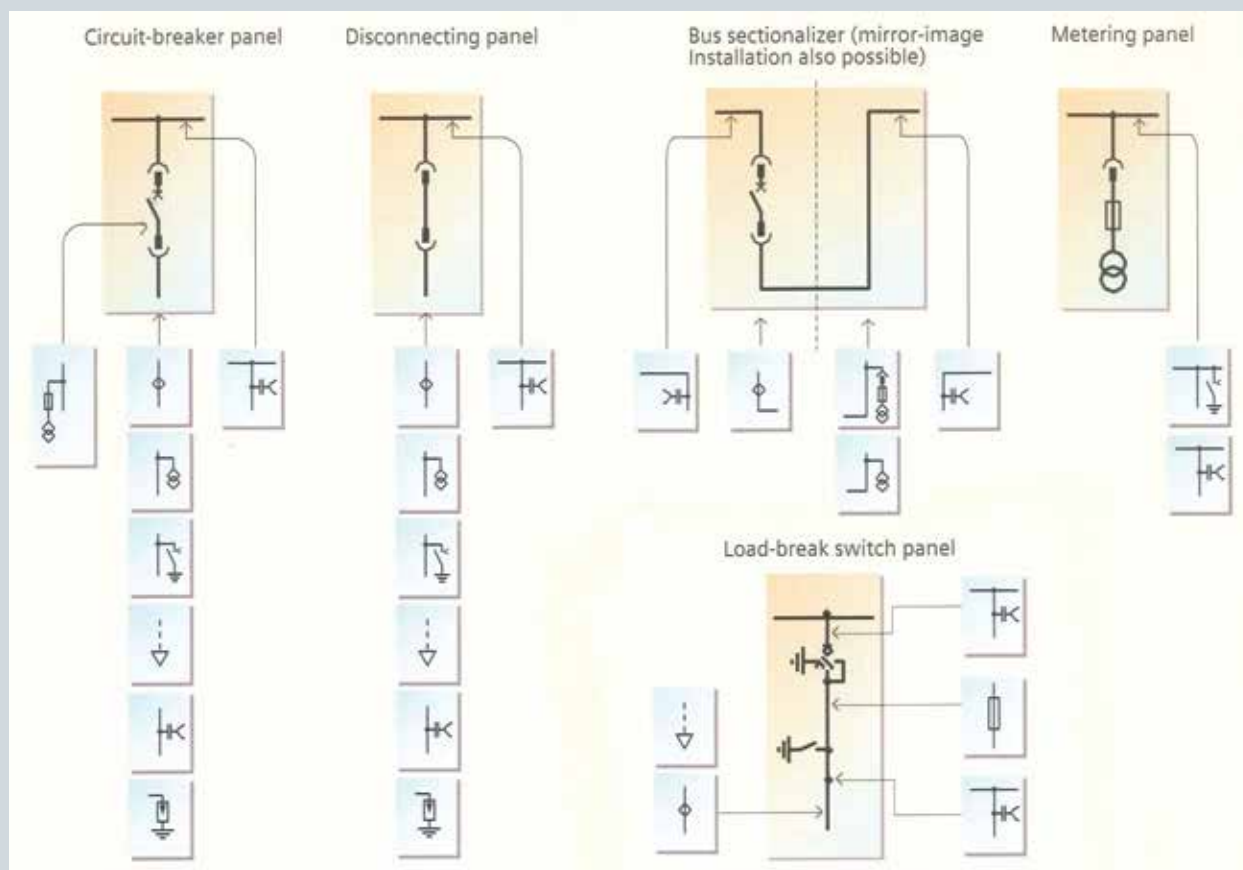 Circuit-breaker panel
Disconnecting panel
Bus sectionalizer (mirror-image
Installation also possible)
Metering panel
Load-break switch panel